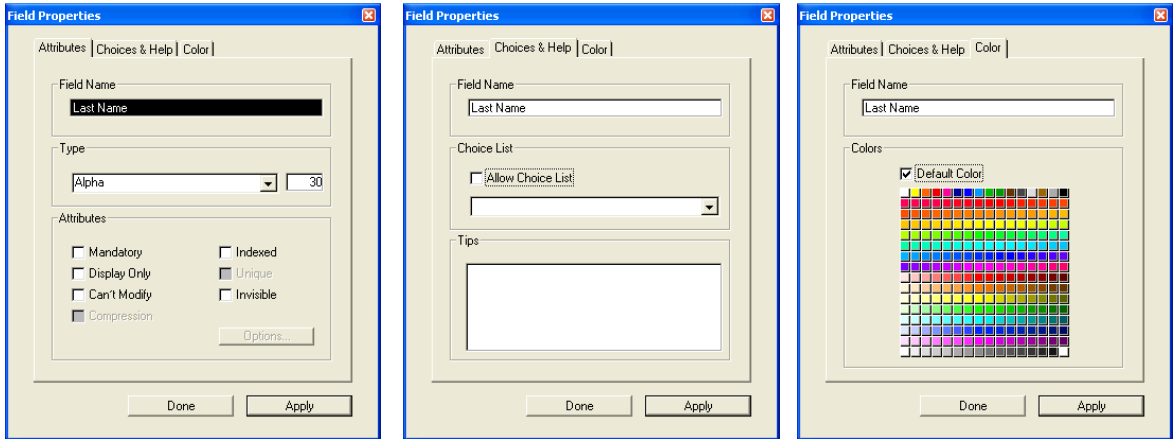 Field Properties
Attributes Choices & Help Color
Field Name
Last Name
Type
Alpha 30
Attributes
Mandatory Indexed
Display Only Unique
Can't Modify Invisible
Compression
Options...
Done Apply
Field Properties
Attributes Choices & Help Color
Field Name
Last Name
Choice List
Allow Choice List
Tips
Done Apply
Field Properties
Attributes Choices & Help Color
Field Name
Last Name
Colors
Default Color
Done Apply